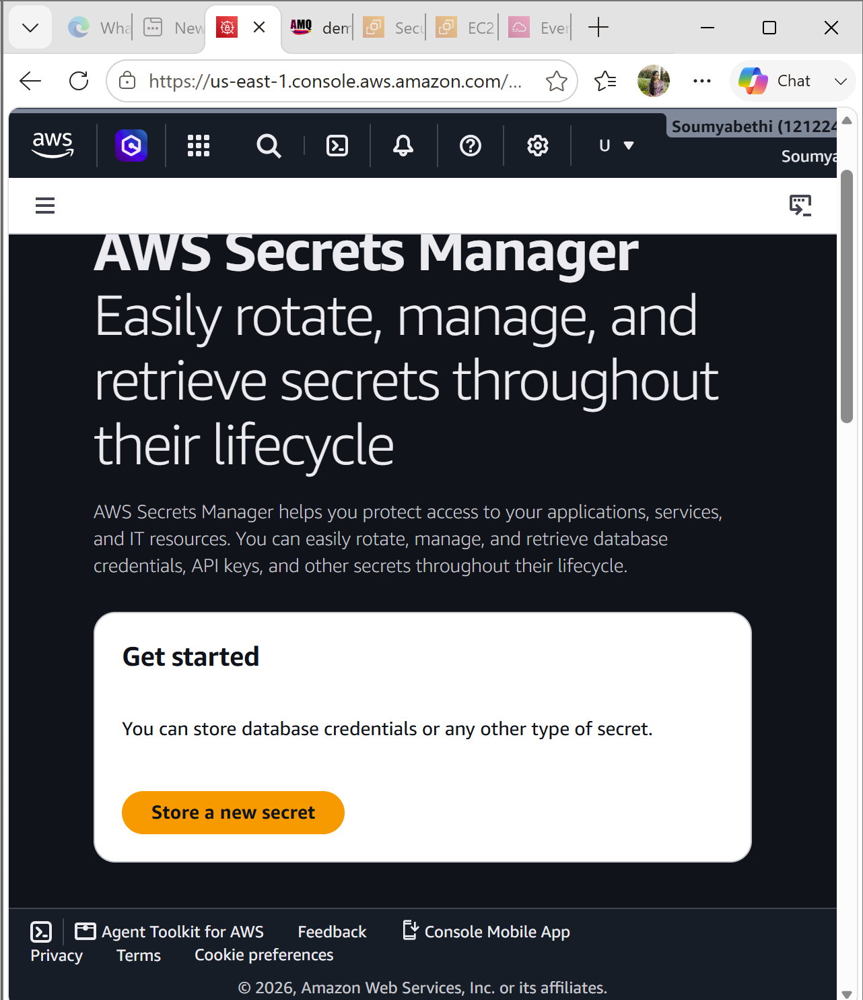 Wha
New
AMQ
dem
Secu
EC2
Ever
https://us-east-1.console.aws.amazon.com/...
Chat
aws
U
Soumyabethi (121224
Soumya
AWS Secrets Manager
Easily rotate, manage, and
retrieve secrets throughout
their lifecycle
AWS Secrets Manager helps you protect access to your applications, services,
and IT resources. You can easily rotate, manage, and retrieve database
credentials, API keys, and other secrets throughout their lifecycle.
Get started
You can store database credentials or any other type of secret.
Store a new secret
Agent Toolkit for AWS
Feedback
Console Mobile App
Privacy
Terms
Cookie preferences
© 2026, Amazon Web Services, Inc. or its affiliates.